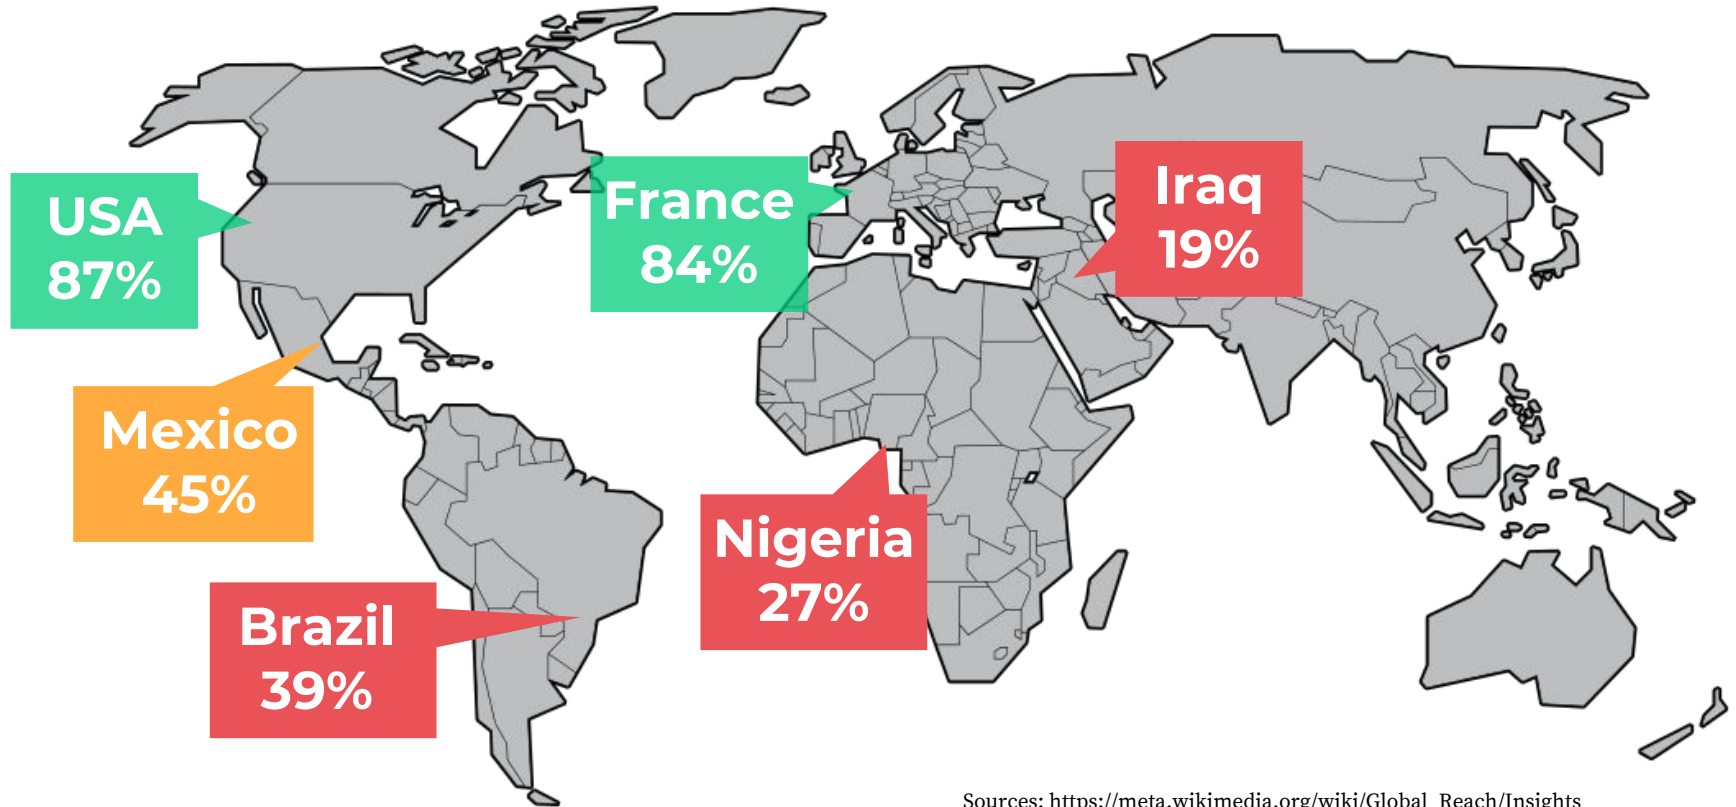 USA
87%
France
84%
Iraq
19%
Mexico
45%
Nigeria
27%
Brazil
39%
Sources: https://meta.wikimedia.org/wiki/Global_Reach/Insights